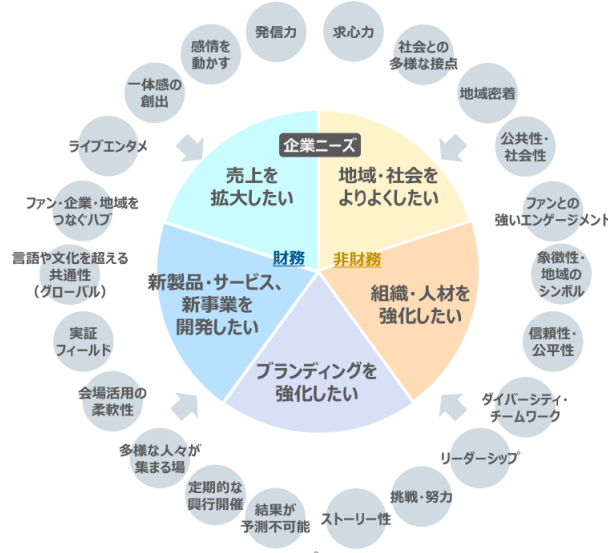 企業ニーズ
売上を
拡大したい
地域・社会を
よりよくしたい
財務
非財務
新製品・サービス、
新事業を
開発したい
組織・人材を
強化したい
ブランディングを
強化したい
発信力
求心力
社会との
多様な接点
地域密着
公共性・
社会性
ファンとの
強いエンゲージメント
象徴性・
地域の
シンボル
信頼性・
公平性
ダイバーシティ・
チームワーク
リーダーシップ
挑戦・努力
ストーリー性
結果が
予測不可能
定期的な
興行開催
多様な人々が
集まる場
会場活用の
柔軟性
実証
フィールド
言語や文化を超える
共通性
（グローバル）
ファン・企業・地域を
つなぐハブ
ライブエンタメ
一体感の
創出
感情を
動かす